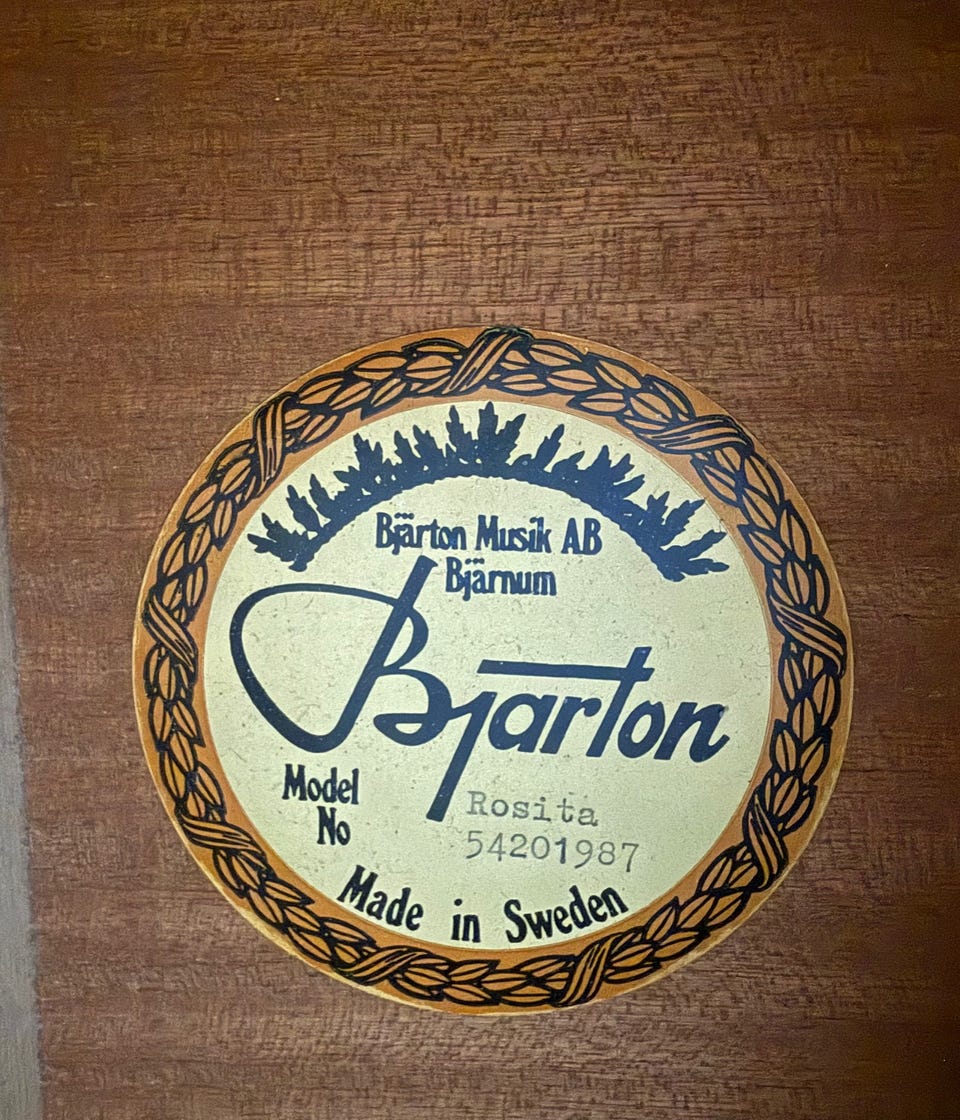 Bjärton Musik AB
Bjärnum
Bjarton
Model Rosita
No 54201987
Made in Sweden